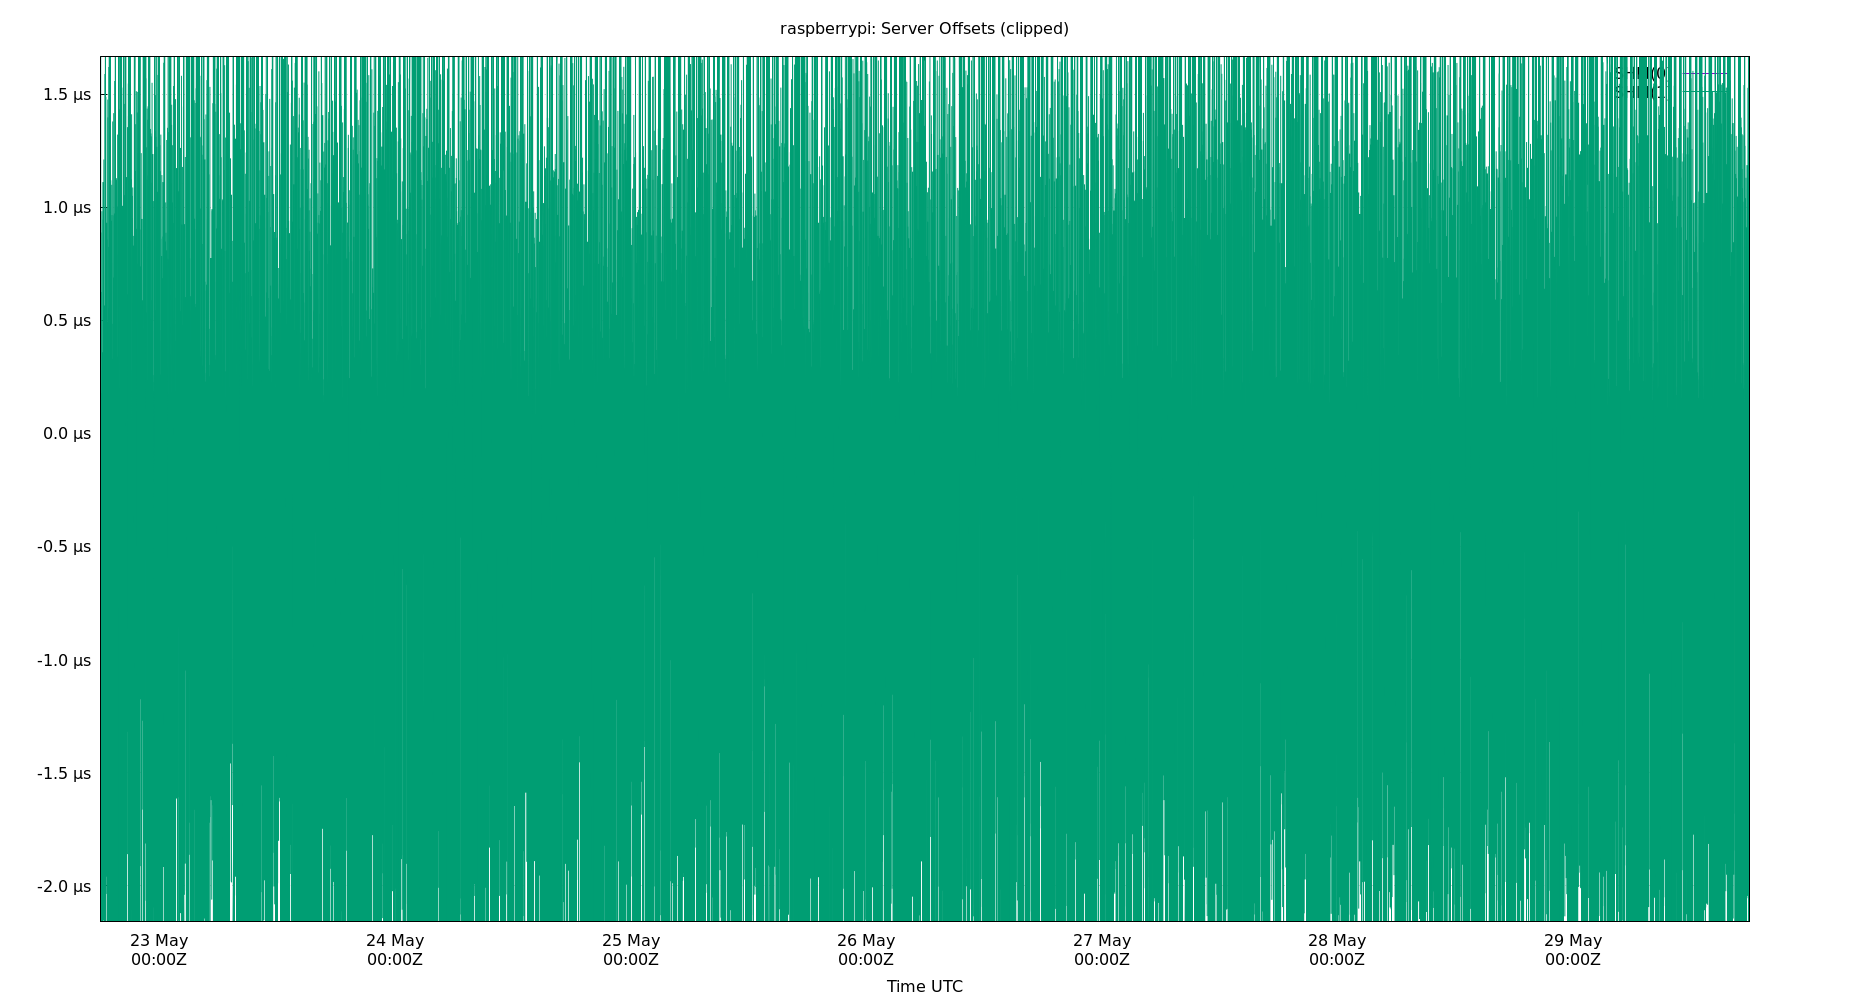 raspberrypi: Server Offsets (clipped)
1.5 µs
1.0 µs
0.5 µs
0.0 µs
-0.5 µs
-1.0 µs
-1.5 µs
-2.0 µs
23 May 24 May 25 May 26 May 27 May 28 May 29 May
00:00Z 00:00Z 00:00Z 00:00Z 00:00Z 00:00Z 00:00Z
Time UTC